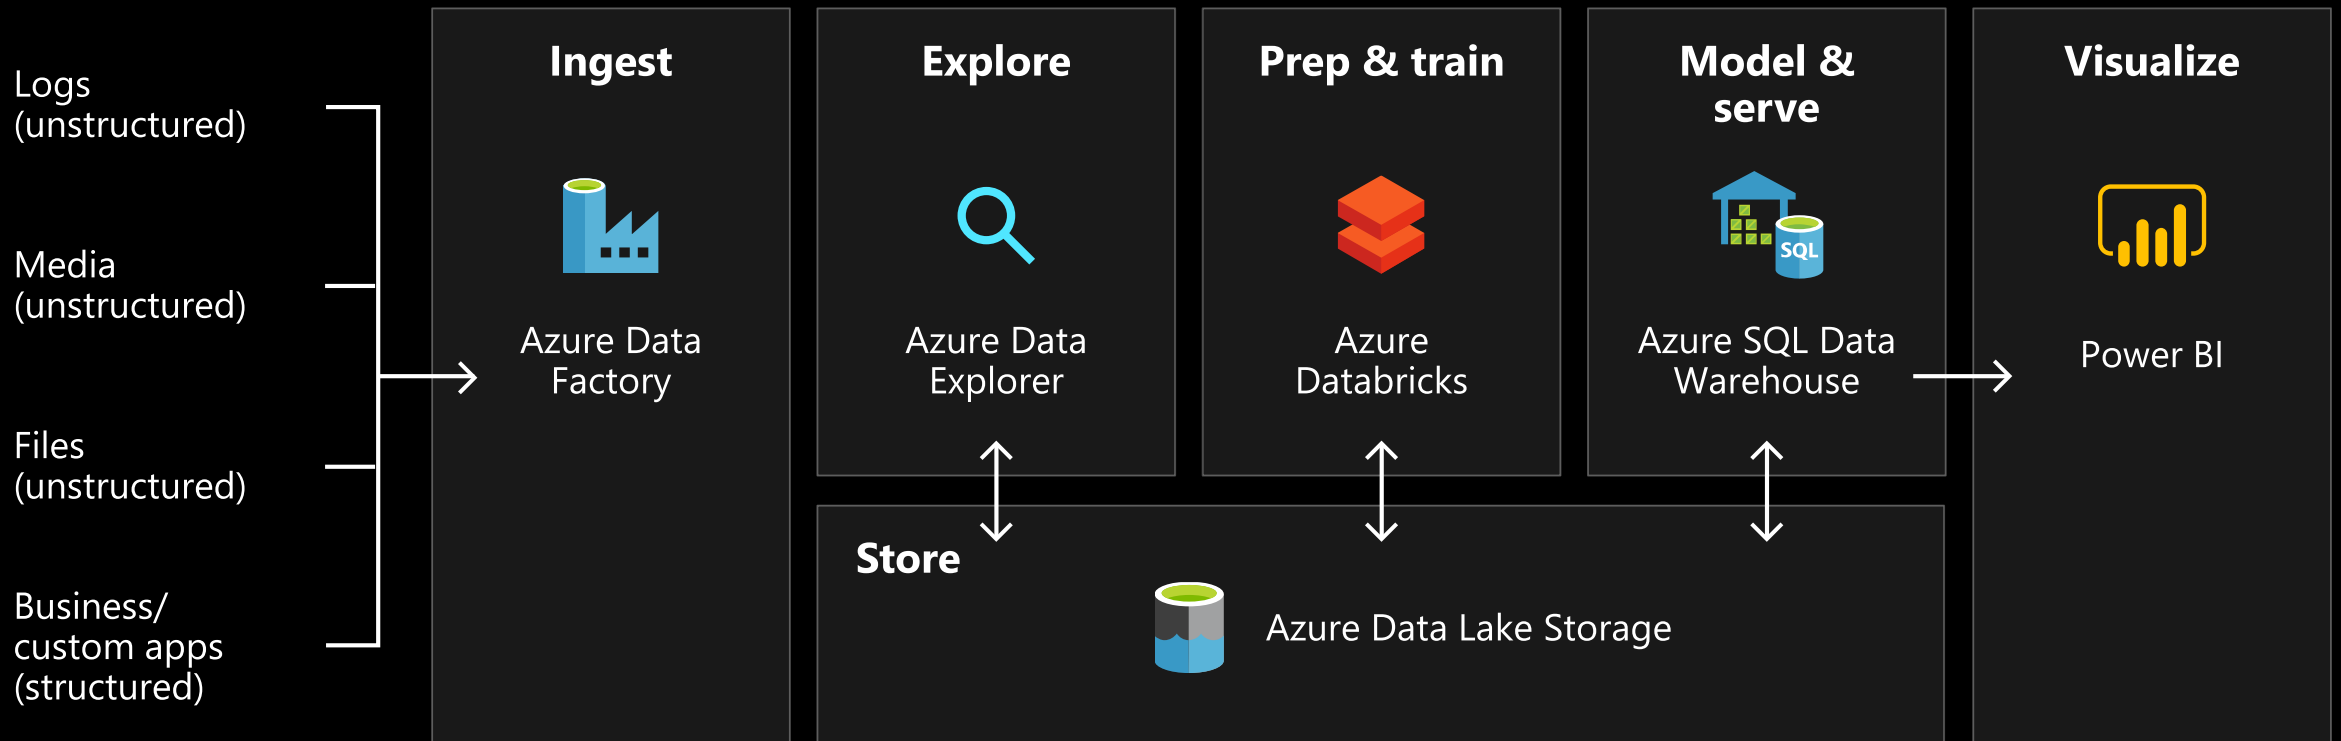 Logs
(unstructured)
Media
(unstructured)
Files
(unstructured)
Business/
custom apps
(structured)
Ingest
Azure Data
Factory
Explore
Azure Data
Explorer
Prep & train
Azure
Databricks
Model &
serve
SQL
Azure SQL Data
Warehouse
Visualize
Power BI
Store
Azure Data Lake Storage